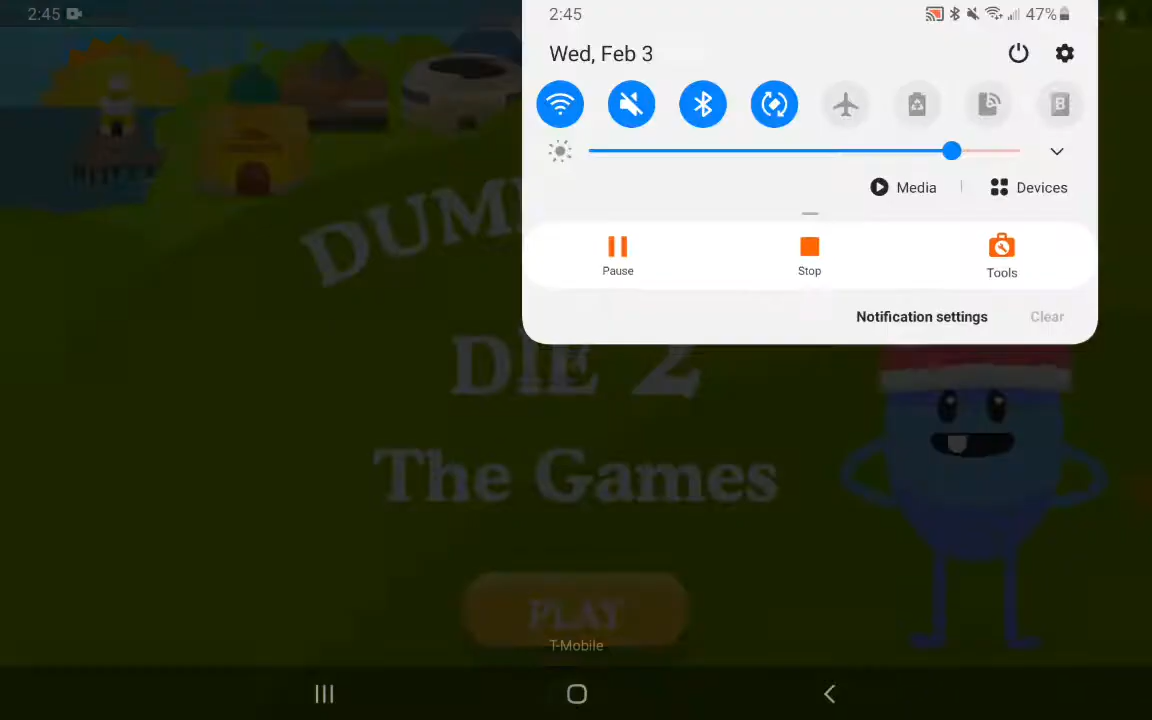 2:45
2:45
47%
Wed, Feb 3
B
Media
Devices
Pause
Stop
Tools
Notification settings
Clear
DUM
DIE 2
The Games
PLAY
T-Mobile